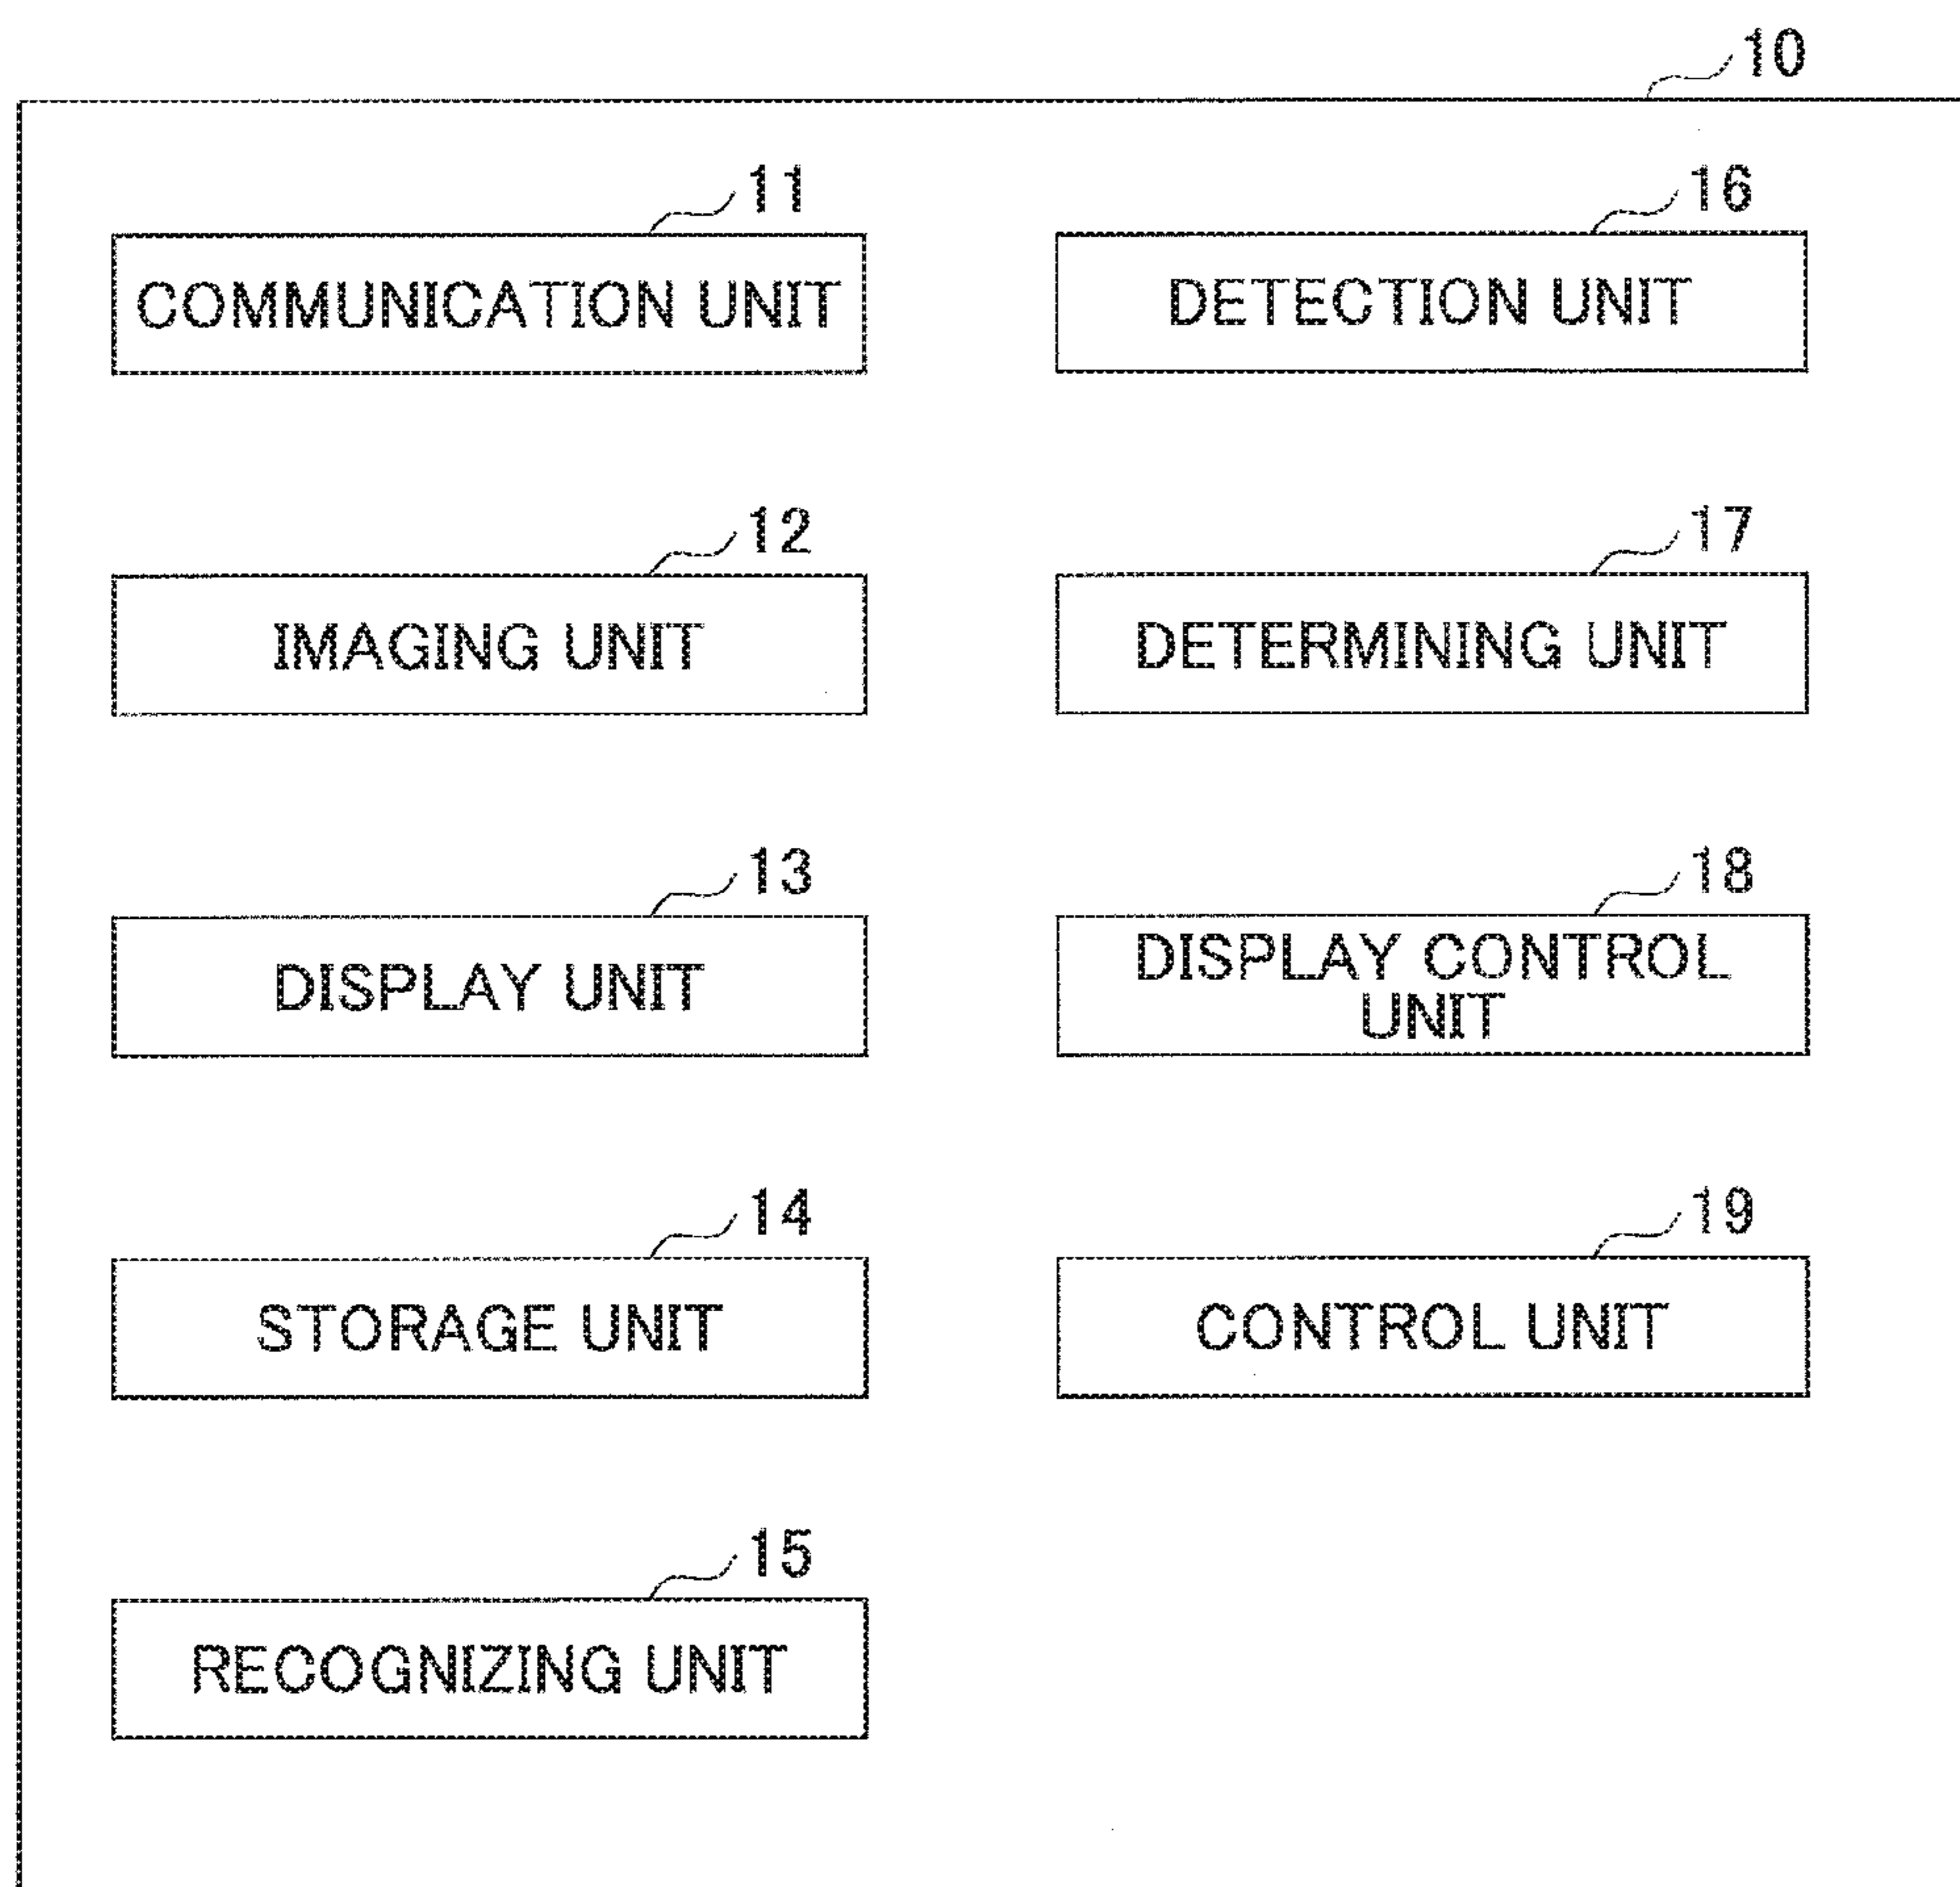 10
11
COMMUNICATION UNIT
12
IMAGING UNIT
13
DISPLAY UNIT
14
STORAGE UNIT
15
RECOGNIZING UNIT
16
DETECTION UNIT
17
DETERMINING UNIT
18
DISPLAY CONTROL
UNIT
19
CONTROL UNIT